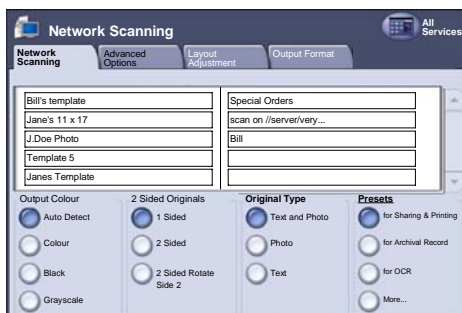 Network Scanning
All
Services
Network
Scanning
Advanced
Options
Layout
Adjustment
Output Format
Bill's template
Jane's 11 x 17
J.Doe Photo
Template 5
Janes Template
Special Orders
scan on //server/very...
Bill
Output Colour
Auto Detect
Colour
Black
Grayscale
2 Sided Originals
1 Sided
2 Sided
2 Sided Rotate
Side 2
Original Type
Text and Photo
Photo
Text
Presets
for Sharing & Printing
for Archival Record
for OCR
More...